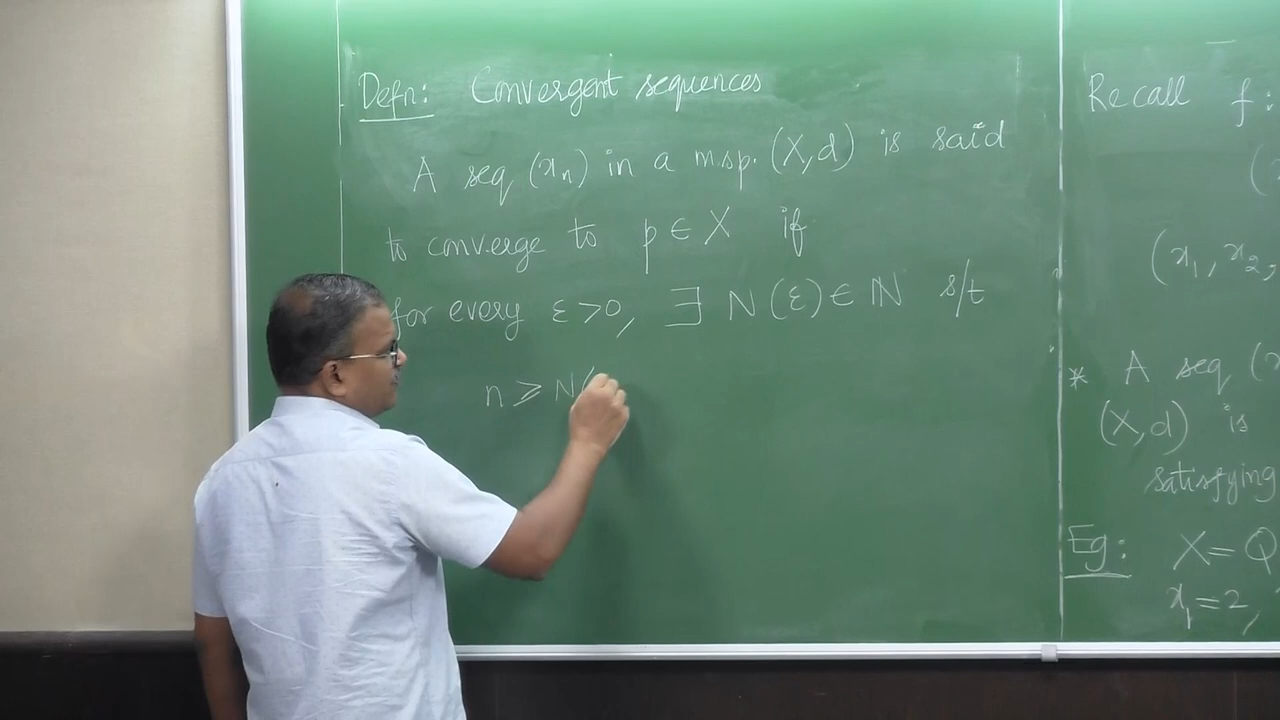 Defn: Convergent sequences
A seq (xₙ) in a m.sp. (X,d) is said
to converge to p ∈ X if
for every ε>0, ∃ N(ε) ∈ ℕ s/t
n ≥ N(
Recall f:
(x₁, x₂,
* A seq (x
(X,d) is
satisfying
Eg: X = Q
x₁=2,